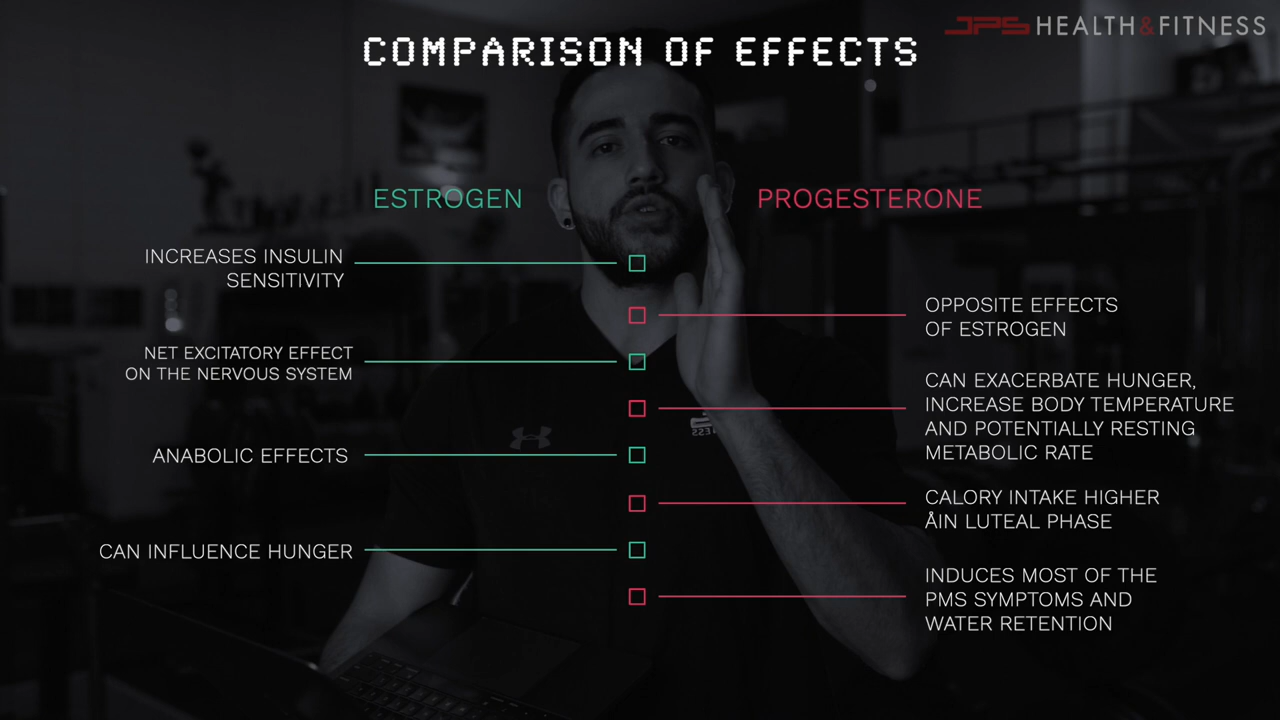 JPS HEALTH&FITNESS
COMPARISON OF EFFECTS
ESTROGEN
PROGESTERONE
INCREASES INSULIN
SENSITIVITY
OPPOSITE EFFECTS
OF ESTROGEN
NET EXCITATORY EFFECT
ON THE NERVOUS SYSTEM
CAN EXACERBATE HUNGER,
INCREASE BODY TEMPERATURE
AND POTENTIALLY RESTING
METABOLIC RATE
ANABOLIC EFFECTS
CALORY INTAKE HIGHER
ÅIN LUTEAL PHASE
CAN INFLUENCE HUNGER
INDUCES MOST OF THE
PMS SYMPTOMS AND
WATER RETENTION